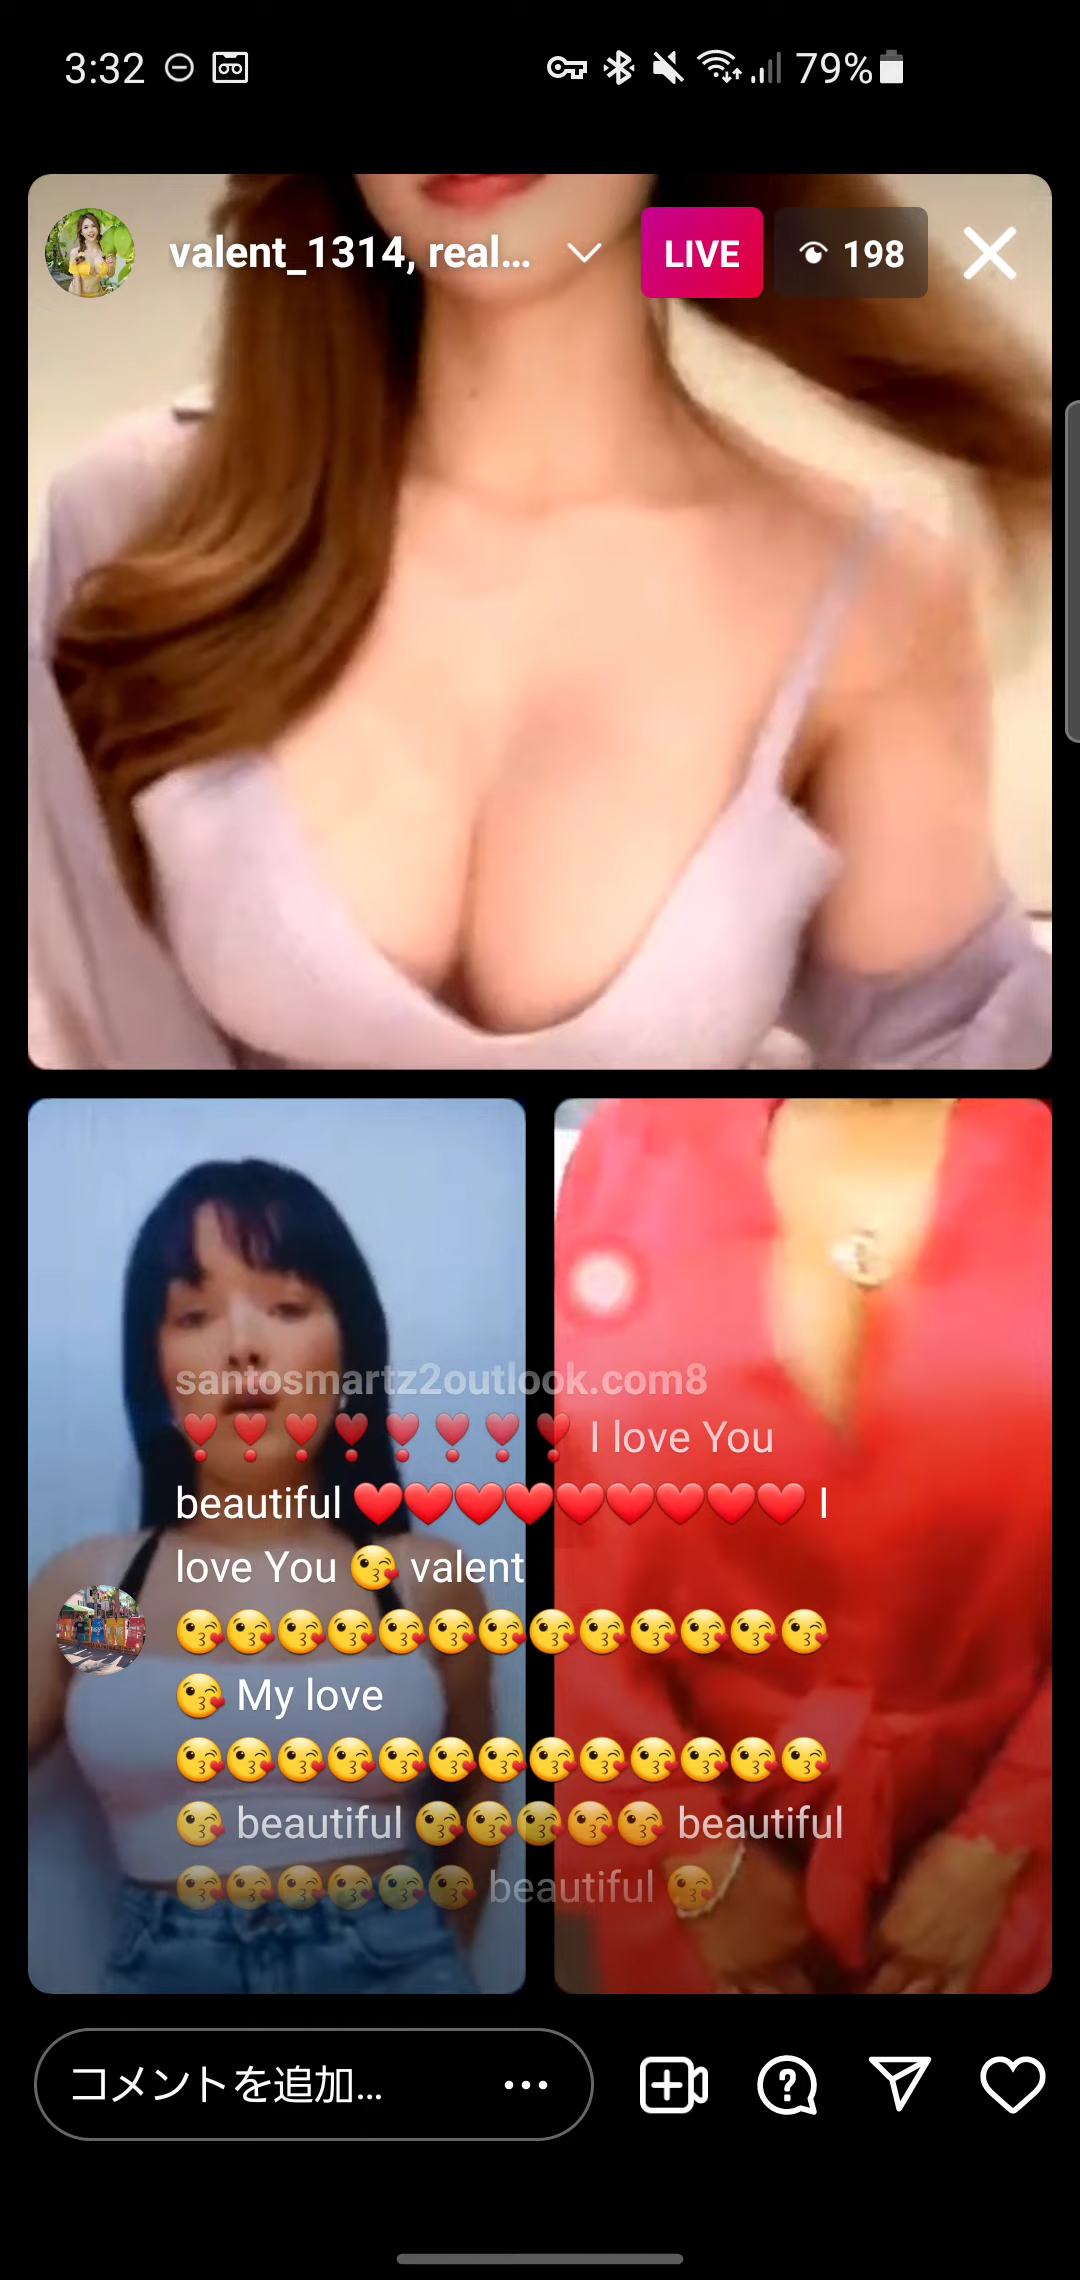 3:32
79%
valent_1314, real...
LIVE
198
santosmartz2outlook.com8
❣❣❣❣❣❣❣❣ I love You
beautiful ❤❤❤❤❤❤❤❤❤ I
love You 😘 valent
😘😘😘😘😘😘😘😘😘😘😘😘😘
😘 My love
😘😘😘😘😘😘😘😘😘😘😘😘😘
😘 beautiful 😘😘😘😘😘 beautiful
😘😘😘😘😘😘 beautiful 😘
コメントを追加...